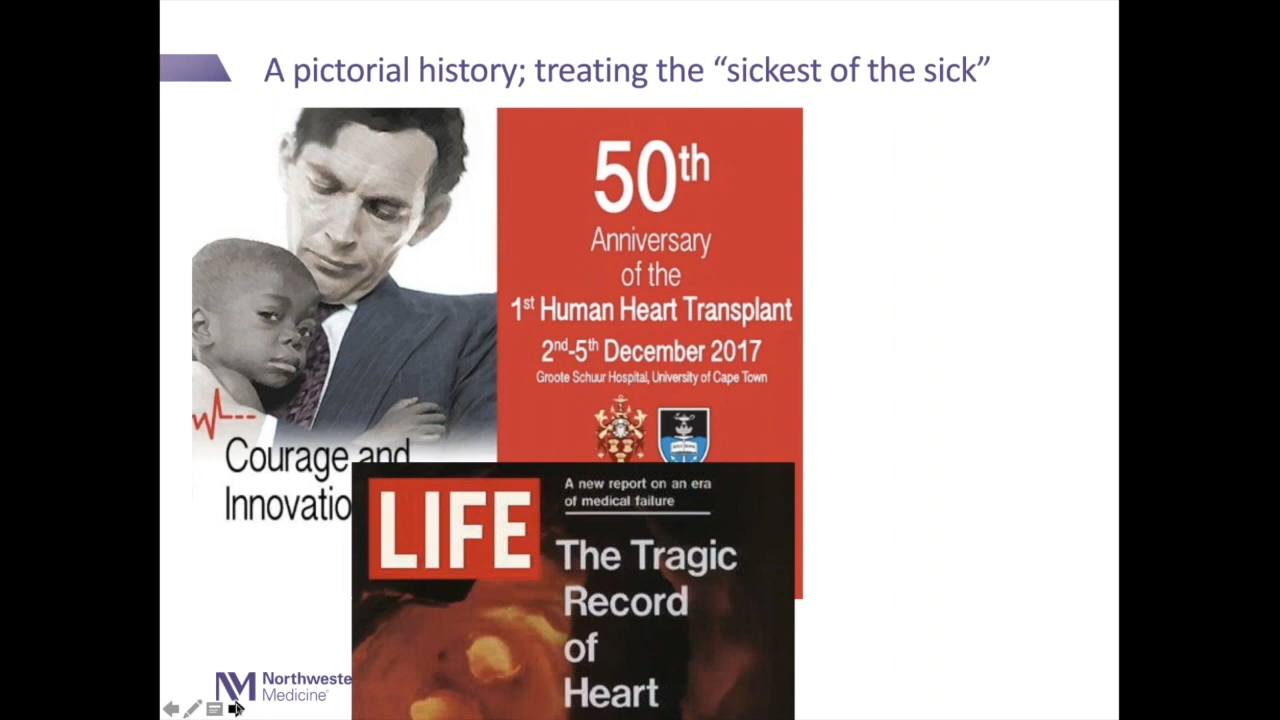 A pictorial history; treating the “sickest of the sick”
50th
Anniversary
of the
1st Human Heart Transplant
2nd-5th December 2017
Groote Schuur Hospital, University of Cape Town
Courage and
Innovatio
LIFE
A new report on an era
of medical failure
The Tragic
Record
of
Heart
NM Northweste
Medicine